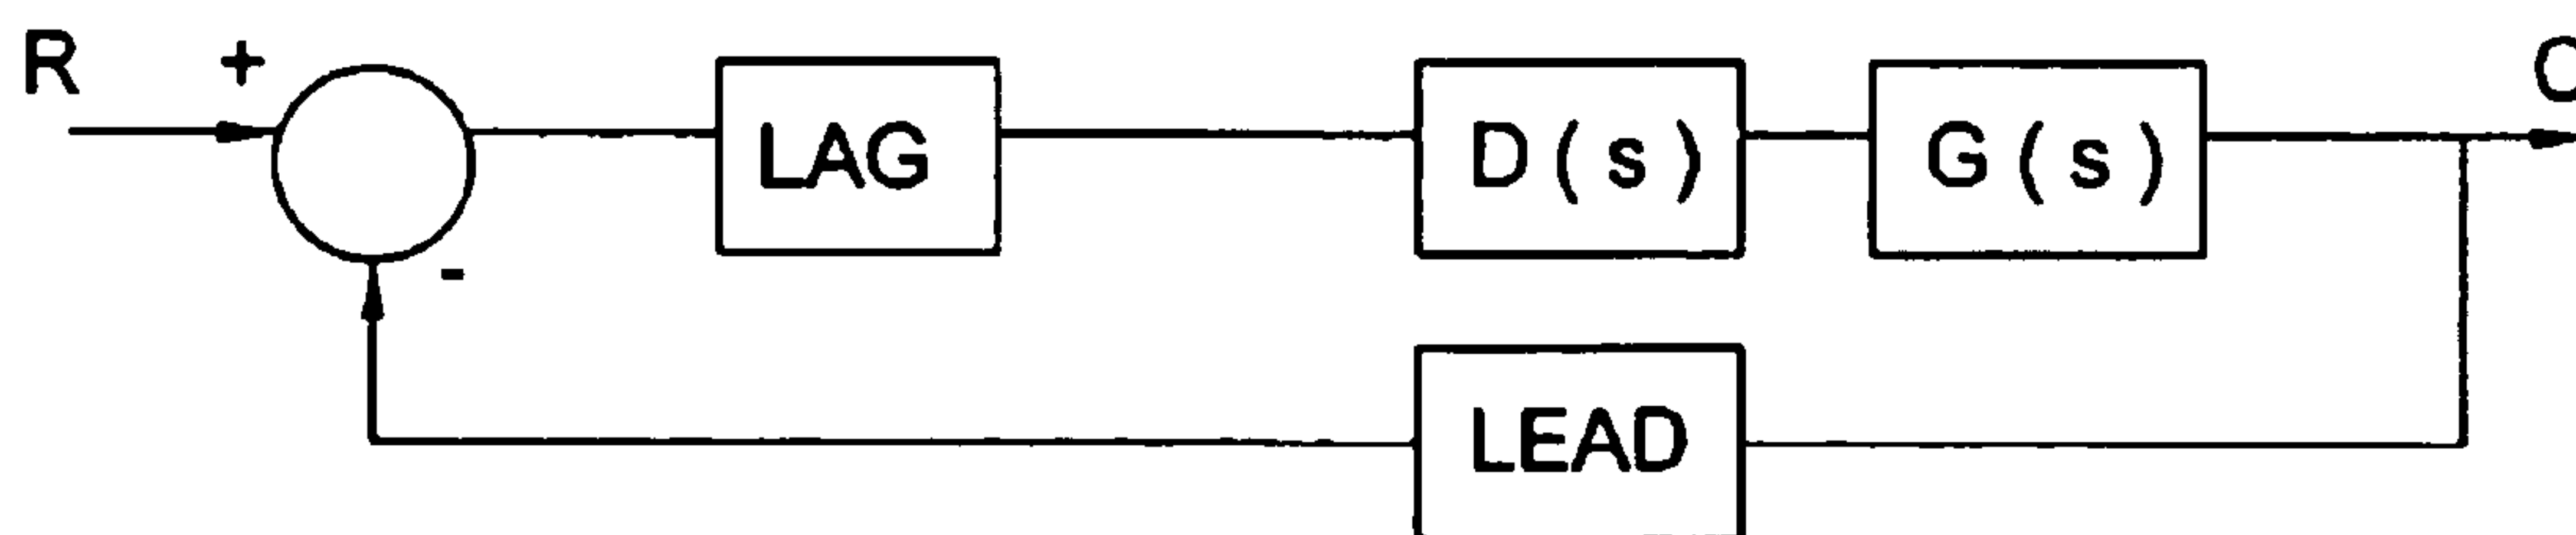 R
+
LAG
D ( s )
G ( s )
C
-
LEAD